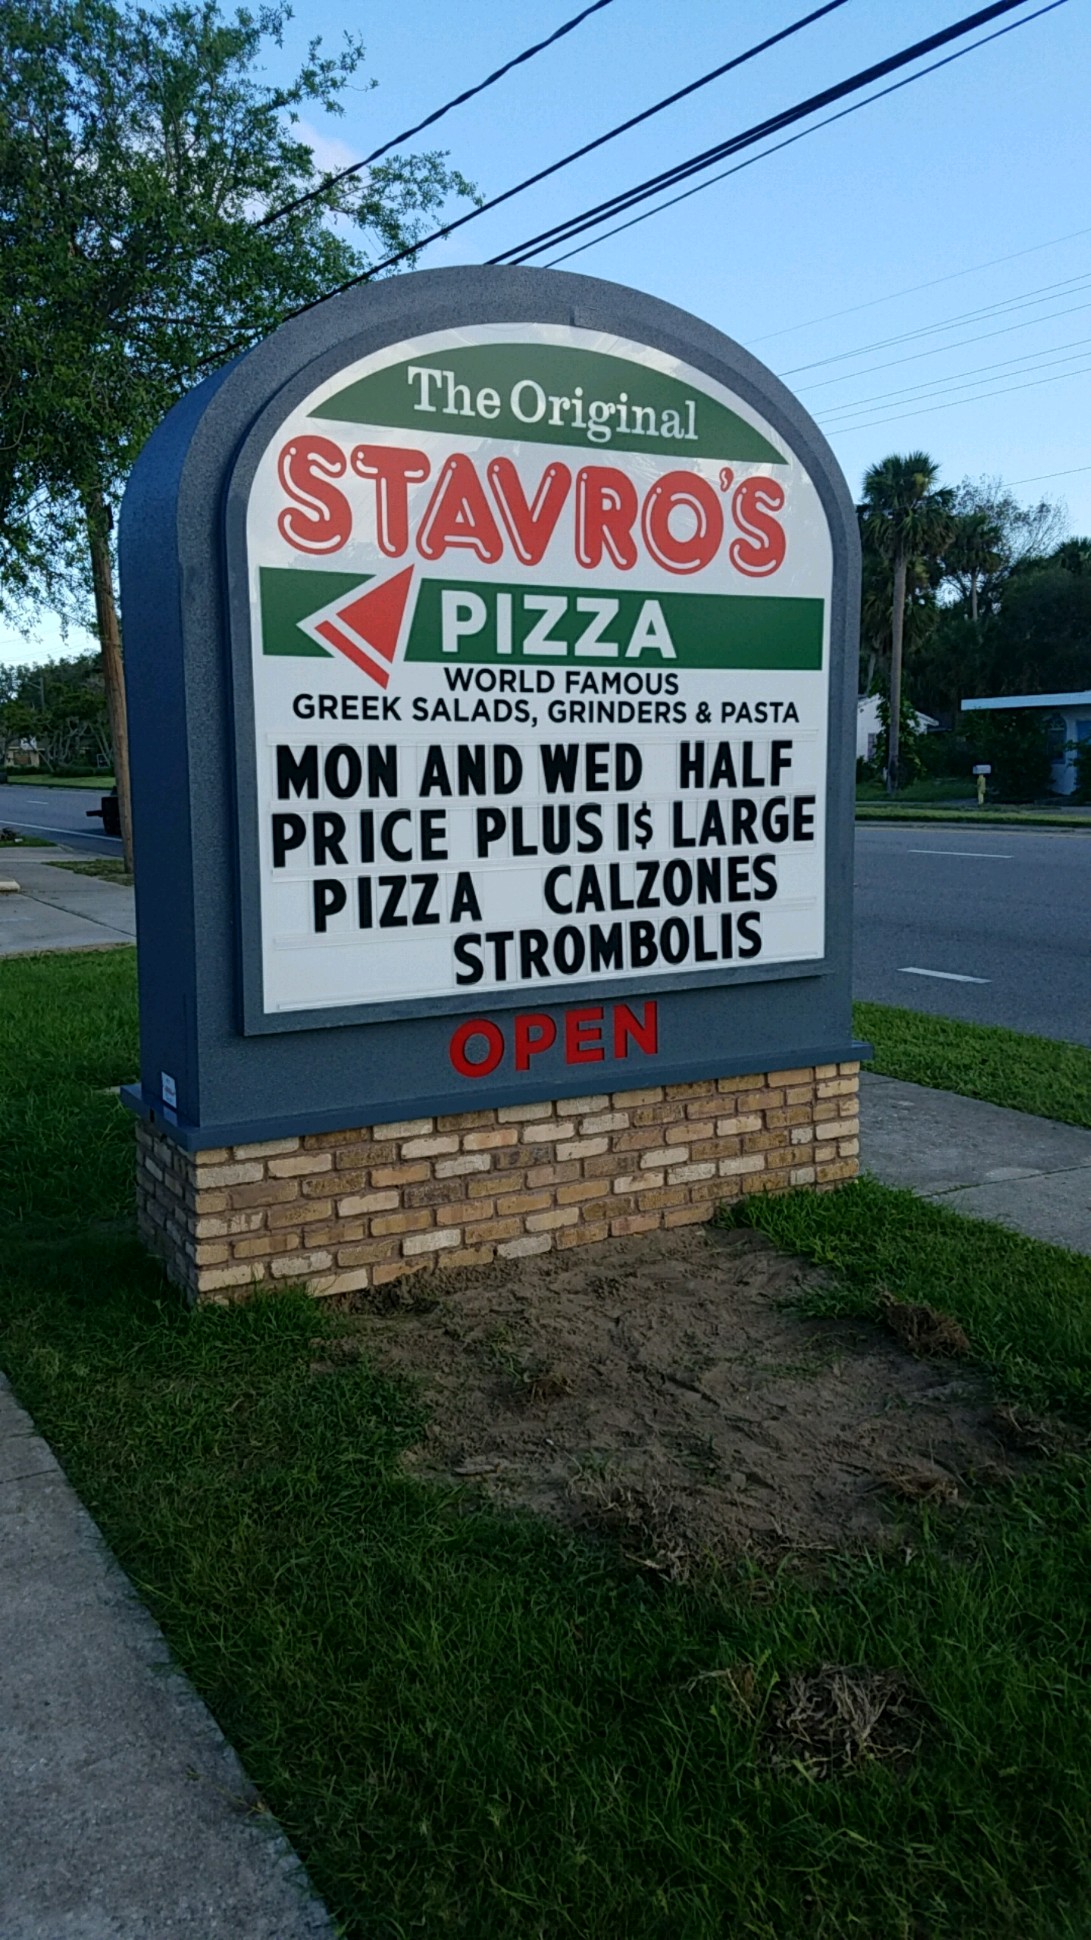 The Original
STAVRO'S
PIZZA
WORLD FAMOUS
GREEK SALADS, GRINDERS & PASTA
MON AND WED HALF
PRICE PLUS 1$ LARGE
PIZZA CALZONES
STROMBOLIS
OPEN